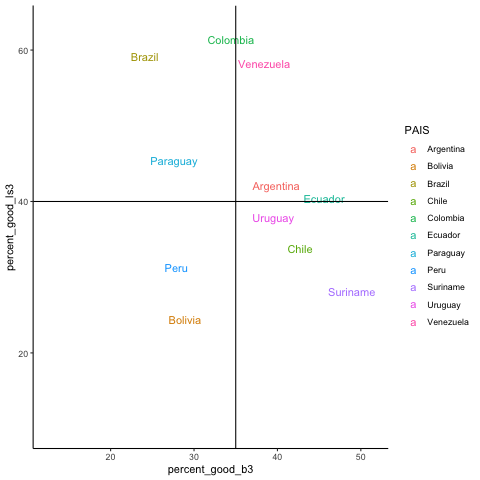 60
40
20
percent_good_ls3
Colombia
Brazil
Venezuela
Paraguay
Argentina
Ecuador
Uruguay
Chile
Peru
Suriname
Bolivia
20
30
40
50
percent_good_b3
PAIS
a Argentina
a Bolivia
a Brazil
a Chile
a Colombia
a Ecuador
a Paraguay
a Peru
a Suriname
a Uruguay
a Venezuela